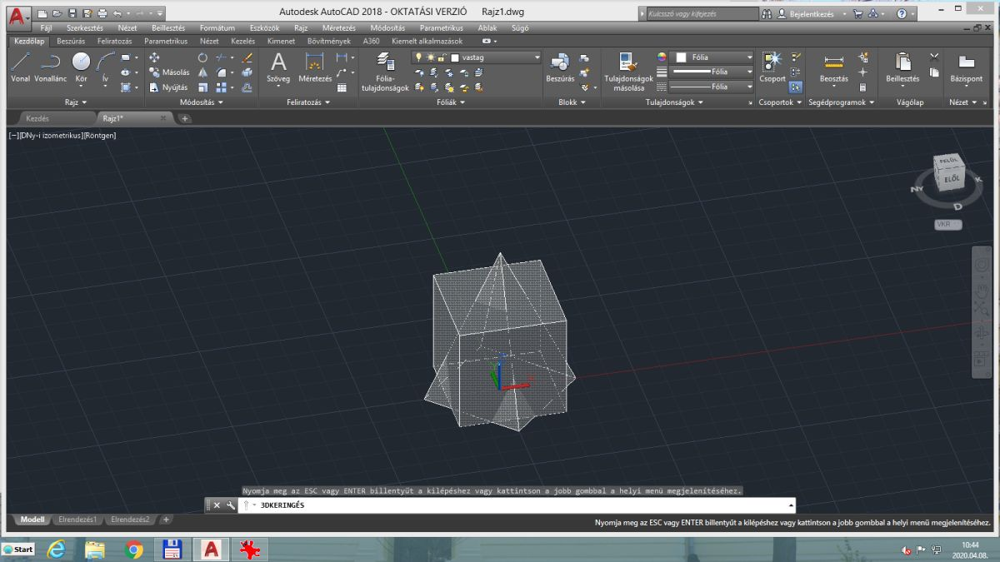 Autodesk AutoCAD 2018 - OKTATÁSI VERZIÓ Rajz1.dwg
Kulcsszó vagy kifejezés
Bejelentkezés
Fájl Szerkesztés Nézet Beillesztés Formátum Eszközök Rajz Méretezés Módosítás Parametrikus Ablak Súgó
Kezdőlap Beszúrás Feliratozás Parametrikus Nézet Kezelés Kimenet Bővítmények A360 Kiemelt alkalmazások
Vonal Vonallánc Kör Ív
Másolás
Nyújtás
Szöveg Méretezés
Fólia-
tulajdonságok
vastag
Beszúrás
Tulajdonságok
másolása
Fólia
Fólia
Fólia
Csoport
Beosztás
Beillesztés
Bázispont
Rajz Módosítás Feliratozás Fóliák Blokk Tulajdonságok Csoportok Segédprogramok Vágólap Nézet
Kezdés Rajz1*
[−][DNy-i izometrikus][Röntgen]
FELÜL
ELÖL
NY
K
D
VKR
Nyomja meg az ESC vagy ENTER billentyűt a kilépéshez vagy kattintson a jobb gombbal a helyi menü megjelenítéséhez.
3DKERINGÉS
Modell Elrendezés1 Elrendezés2
Nyomja meg az ESC vagy ENTER billentyűt a kilépéshez vagy kattintson a jobb gombbal a helyi menü megjelenítéséhez.
Start
10:44
2020.04.08.